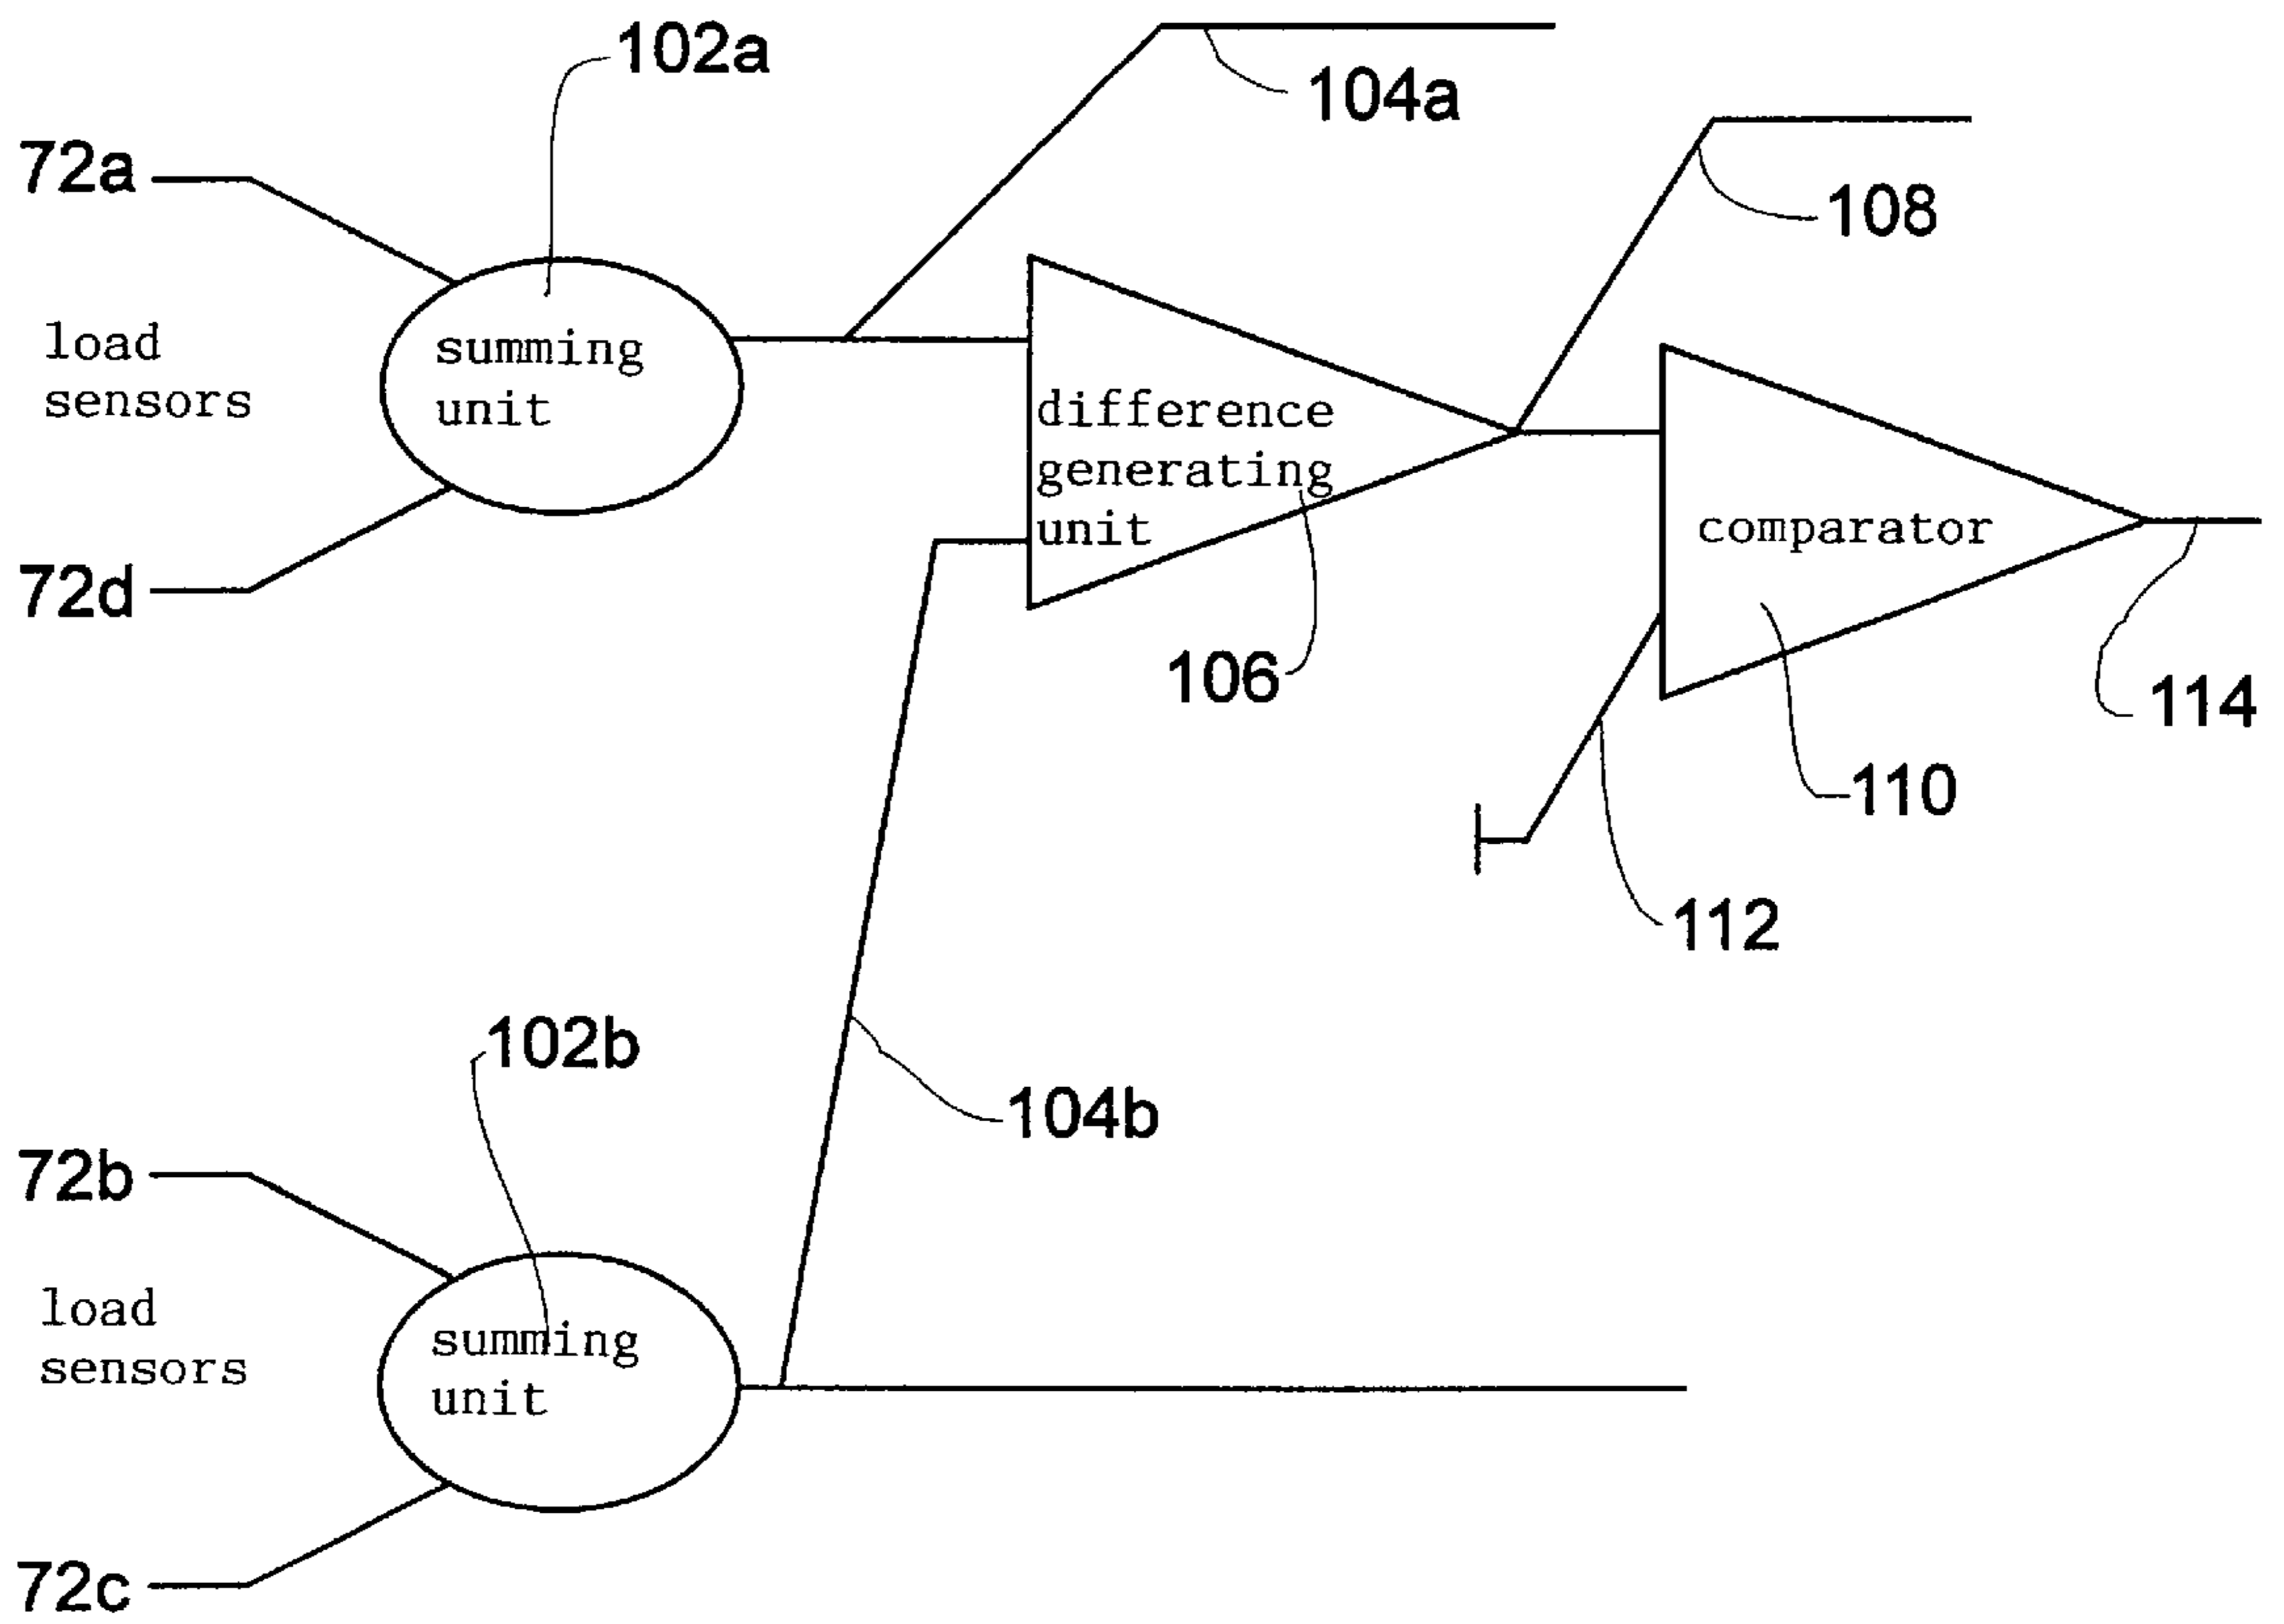 102a
104a
72a
108
load
sensors
summing
unit
difference
generating
unit
comparator
72d
106
114
110
112
102b
104b
72b
load
sensors
summing
unit
72c